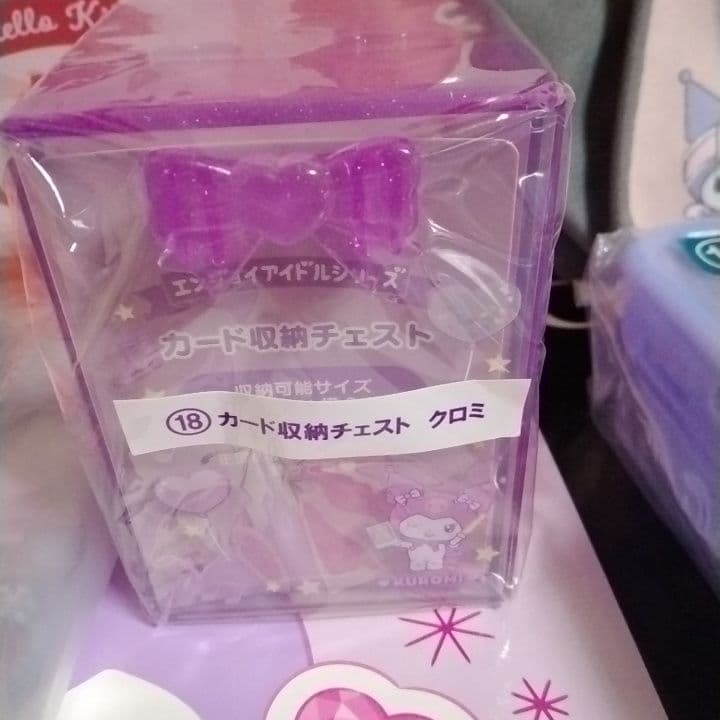 Hello K
エンジョイアイドルシリーズ
カード収納チェスト
収納可能サイズ
⑱ カード収納チェスト クロミ
KUROMI